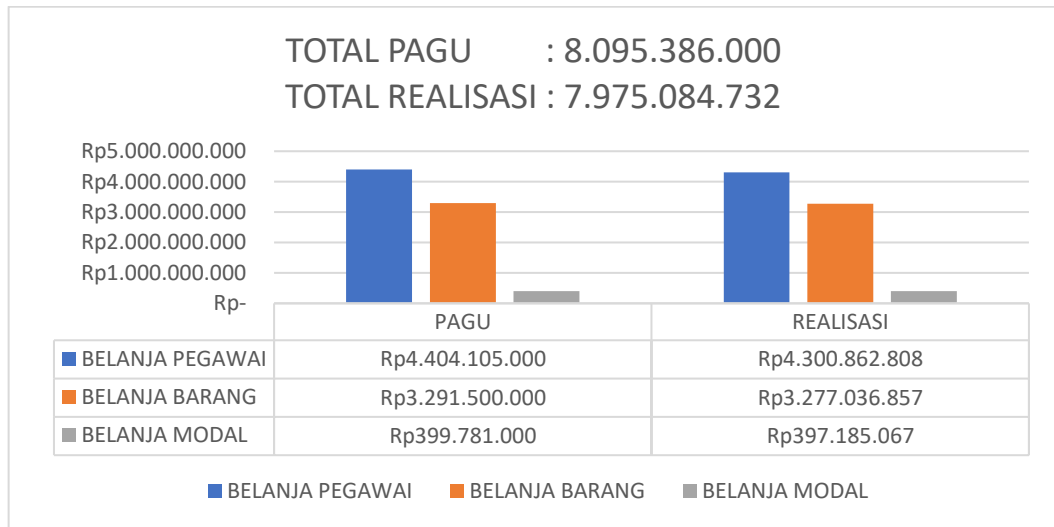 TOTAL PAGU : 8.095.386.000
TOTAL REALISASI : 7.975.084.732
Rp5.000.000.000
Rp4.000.000.000
Rp3.000.000.000
Rp2.000.000.000
Rp1.000.000.000
Rp-
PAGU REALISASI
BELANJA PEGAWAI Rp4.404.105.000 Rp4.300.862.808
BELANJA BARANG Rp3.291.500.000 Rp3.277.036.857
BELANJA MODAL Rp399.781.000 Rp397.185.067
BELANJA PEGAWAI BELANJA BARANG BELANJA MODAL